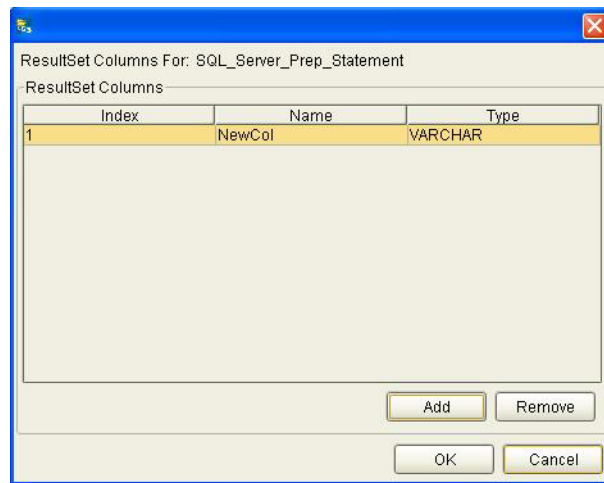 ResultSet Columns For: SQL_Server_Prep_Statement
ResultSet Columns
Index Name Type
1 NewCol VARCHAR
Add Remove
OK Cancel